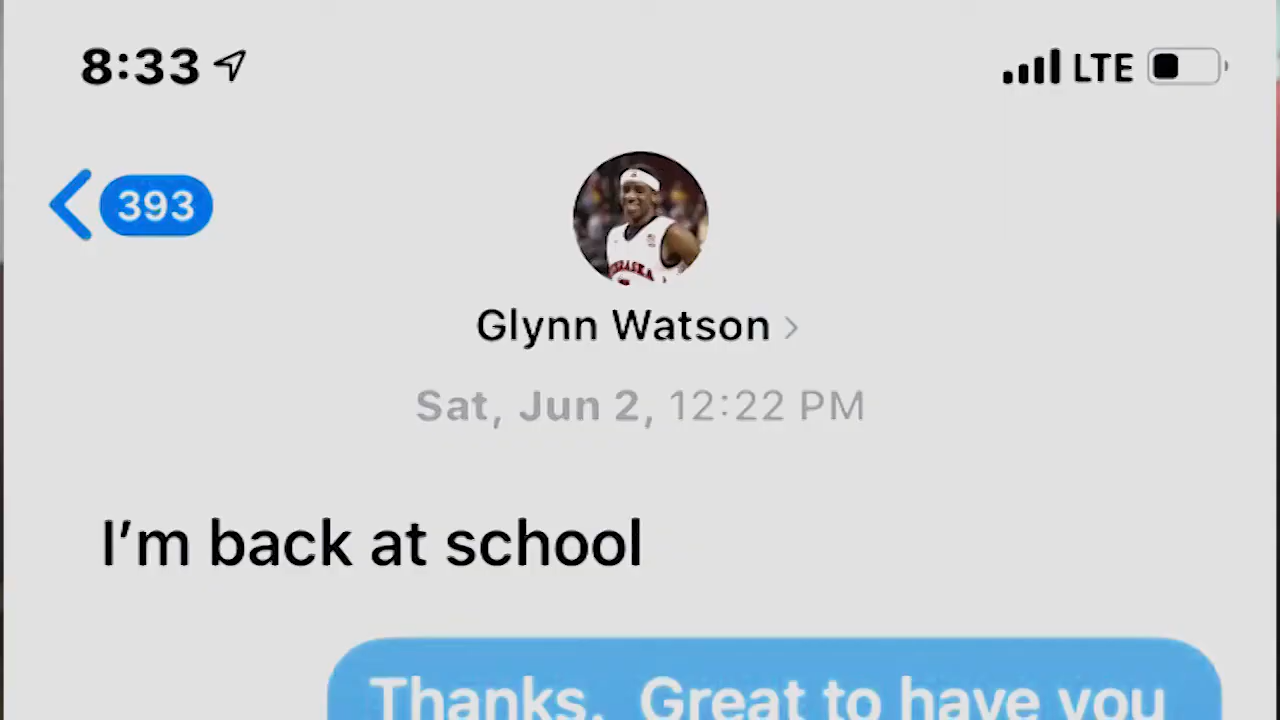 8:33 LTE
393
Glynn Watson
Sat, Jun 2, 12:22 PM
I’m back at school
Thanks. Great to have you